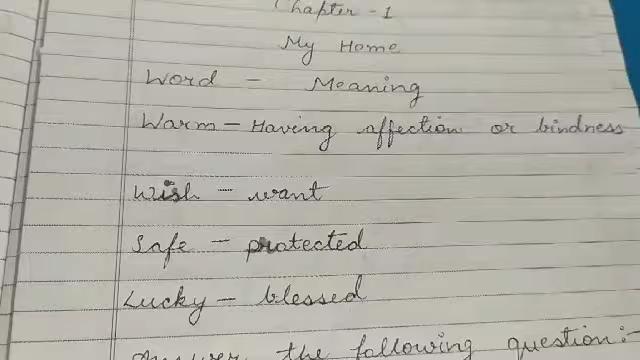 Chapter - 1
My Home
Word - Meaning
Warm - Having affection or bindness
Wish - want
Safe - protected
Lucky - blessed
Answer the following question:-